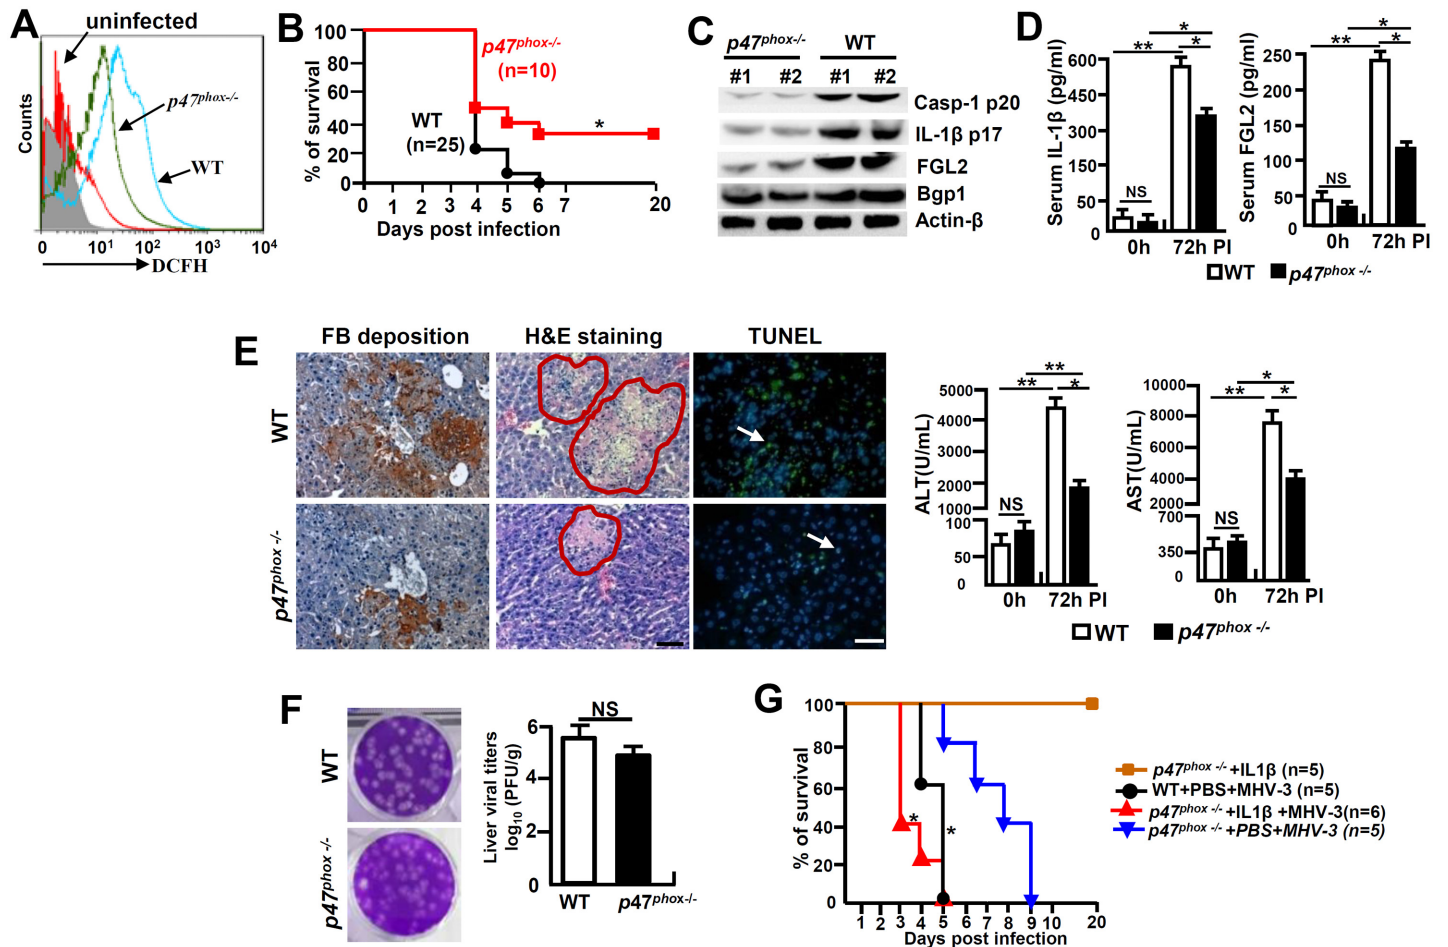 A
uninfected
p47phox-/-
WT
Counts
0 10¹ 10² 10³ 10⁴
DCFH
B
p47phox-/-
(n=10)
WT
(n=25)
*
% of survival
100
80
60
40
20
0
0 1 2 3 4 5 6 7 20
Days post infection
C
p47phox-/- WT
#1 #2 #1 #2
Casp-1 p20
IL-1β p17
FGL2
Bgp1
Actin-β
D
Serum IL-1β (pg/ml)
600
450
300
150
50
0
*
** *
NS
0h 72h PI
Serum FGL2 (pg/ml)
250
200
150
100
50
0
*
** *
NS
0h 72h PI
WT p47phox -/-
E
FB deposition H&E staining TUNEL
WT
p47phox -/-
ALT(U/mL)
5000
4000
3000
2000
1000
100
50
0
**
** *
NS
0h 72h PI
AST(U/mL)
10000
8000
6000
4000
2000
700
350
0
*
** *
NS
0h 72h PI
WT p47phox -/-
F
WT
p47phox -/-
Liver viral titers
log₁₀ (PFU/g)
6
4
2
0
NS
WT p47phox-/-
G
% of survival
100
80
60
40
20
0
* *
1 2 3 4 5 6 7 8 9 10 20
Days post infection
p47phox -/-+IL1β (n=5)
WT+PBS+MHV-3 (n=5)
p47phox -/-+IL1β +MHV-3(n=6)
p47phox -/-+PBS+MHV-3 (n=5)